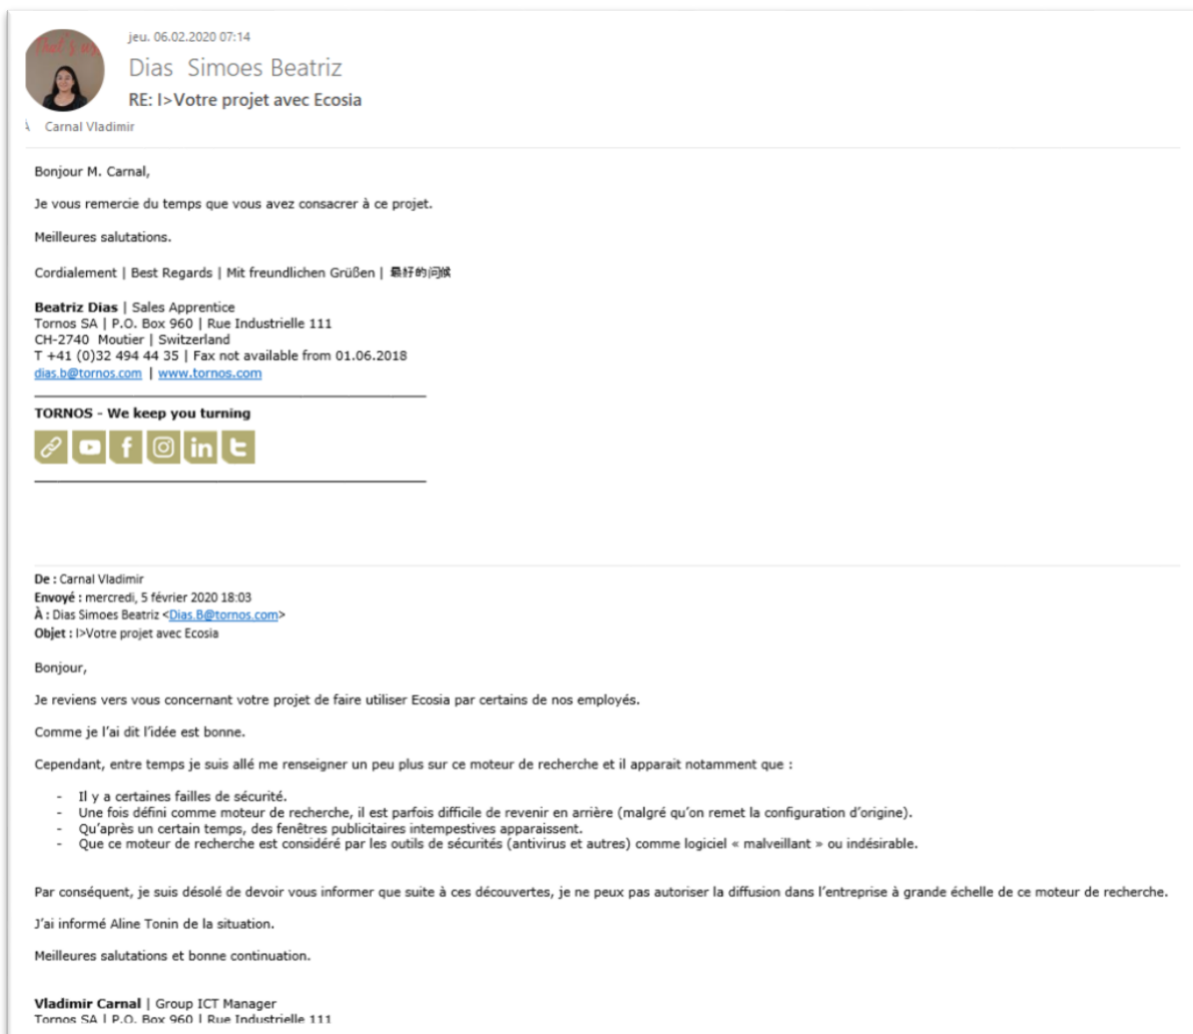 That's us
jeu. 06.02.2020 07:14
Dias Simoes Beatriz
RE: I>Votre projet avec Ecosia
À Carnal Vladimir
Bonjour M. Carnal,
Je vous remercie du temps que vous avez consacrer à ce projet.
Meilleures salutations.
Cordialement | Best Regards | Mit freundlichen Grüßen | 最好的问候
Beatriz Dias | Sales Apprentice
Tornos SA | P.O. Box 960 | Rue Industrielle 111
CH-2740 Moutier | Switzerland
T +41 (0)32 494 44 35 | Fax not available from 01.06.2018
dias.b@tornos.com | www.tornos.com
TORNOS - We keep you turning
De : Carnal Vladimir
Envoyé : mercredi, 5 février 2020 18:03
À : Dias Simoes Beatriz <Dias.B@tornos.com>
Objet : I>Votre projet avec Ecosia
Bonjour,
Je reviens vers vous concernant votre projet de faire utiliser Ecosia par certains de nos employés.
Comme je l'ai dit l'idée est bonne.
Cependant, entre temps je suis allé me renseigner un peu plus sur ce moteur de recherche et il apparait notamment que :
- Il y a certaines failles de sécurité.
- Une fois défini comme moteur de recherche, il est parfois difficile de revenir en arrière (malgré qu'on remet la configuration d'origine).
- Qu'après un certain temps, des fenêtres publicitaires intempestives apparaissent.
- Que ce moteur de recherche est considéré par les outils de sécurités (antivirus et autres) comme logiciel « malveillant » ou indésirable.
Par conséquent, je suis désolé de devoir vous informer que suite à ces découvertes, je ne peux pas autoriser la diffusion dans l'entreprise à grande échelle de ce moteur de recherche.
J'ai informé Aline Tonin de la situation.
Meilleures salutations et bonne continuation.
Vladimir Carnal | Group ICT Manager
Tornos SA | P.O. Box 960 | Rue Industrielle 111